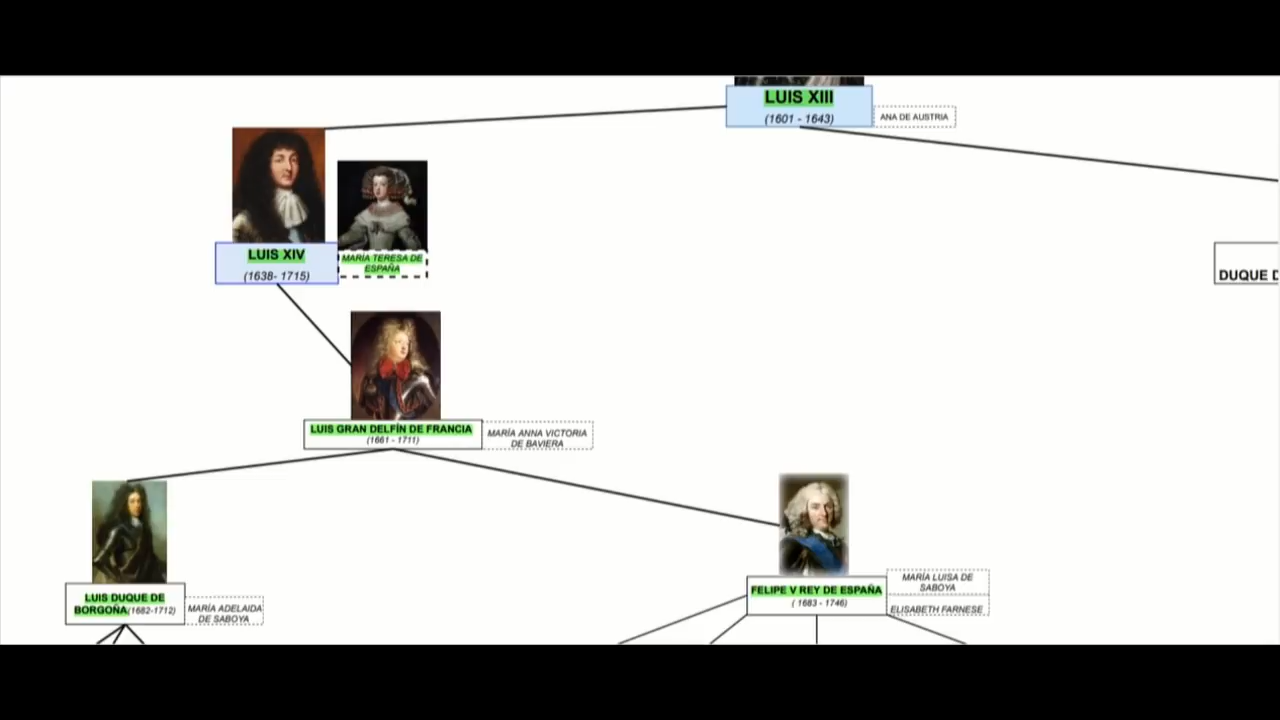 LUIS XIII
(1601 - 1643)
ANA DE AUSTRIA
LUIS XIV
(1638- 1715)
MARÍA TERESA DE
ESPAÑA
DUQUE D
LUIS GRAN DELFÍN DE FRANCIA
(1661 - 1711)
MARÍA ANNA VICTORIA
DE BAVIERA
LUIS DUQUE DE
BORGOÑA(1682-1712)
MARÍA ADELAIDA
DE SABOYA
FELIPE V REY DE ESPAÑA
( 1683 - 1746)
MARÍA LUISA DE
SABOYA
ELISABETH FARNESE